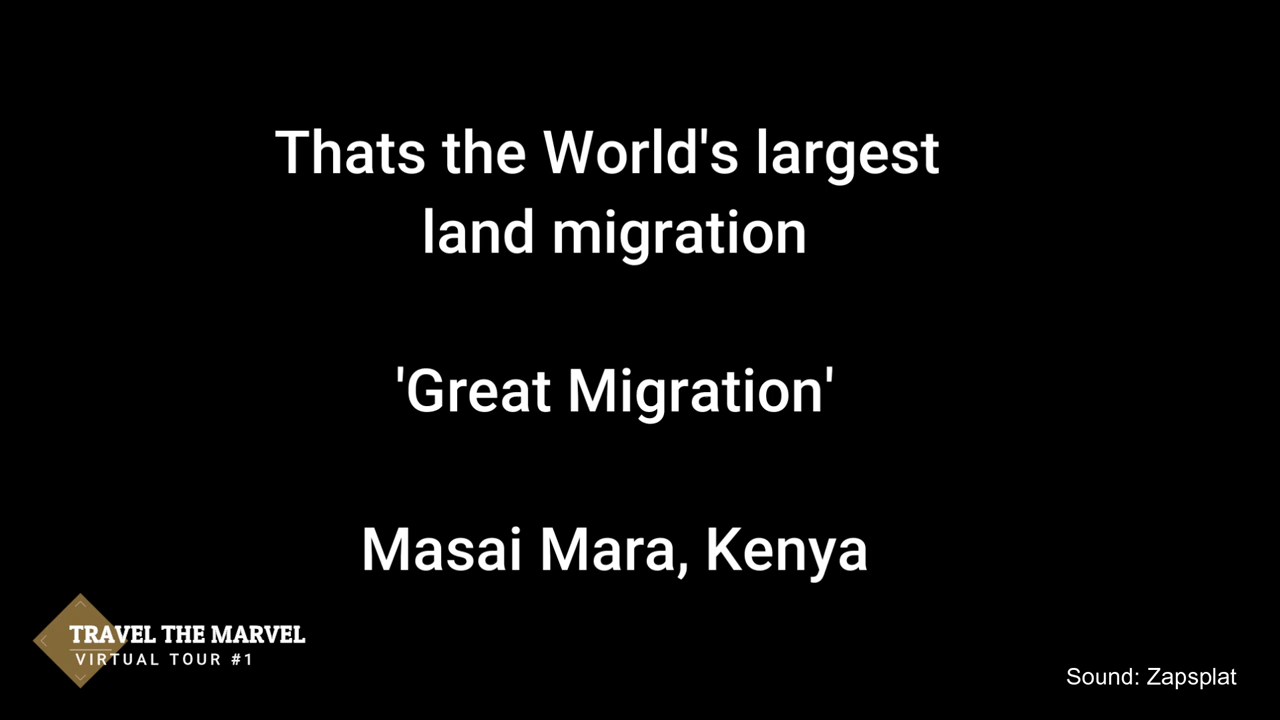 Thats the World's largest
land migration
'Great Migration'
Masai Mara, Kenya
TRAVEL THE MARVEL
VIRTUAL TOUR #1
Sound: Zapsplat